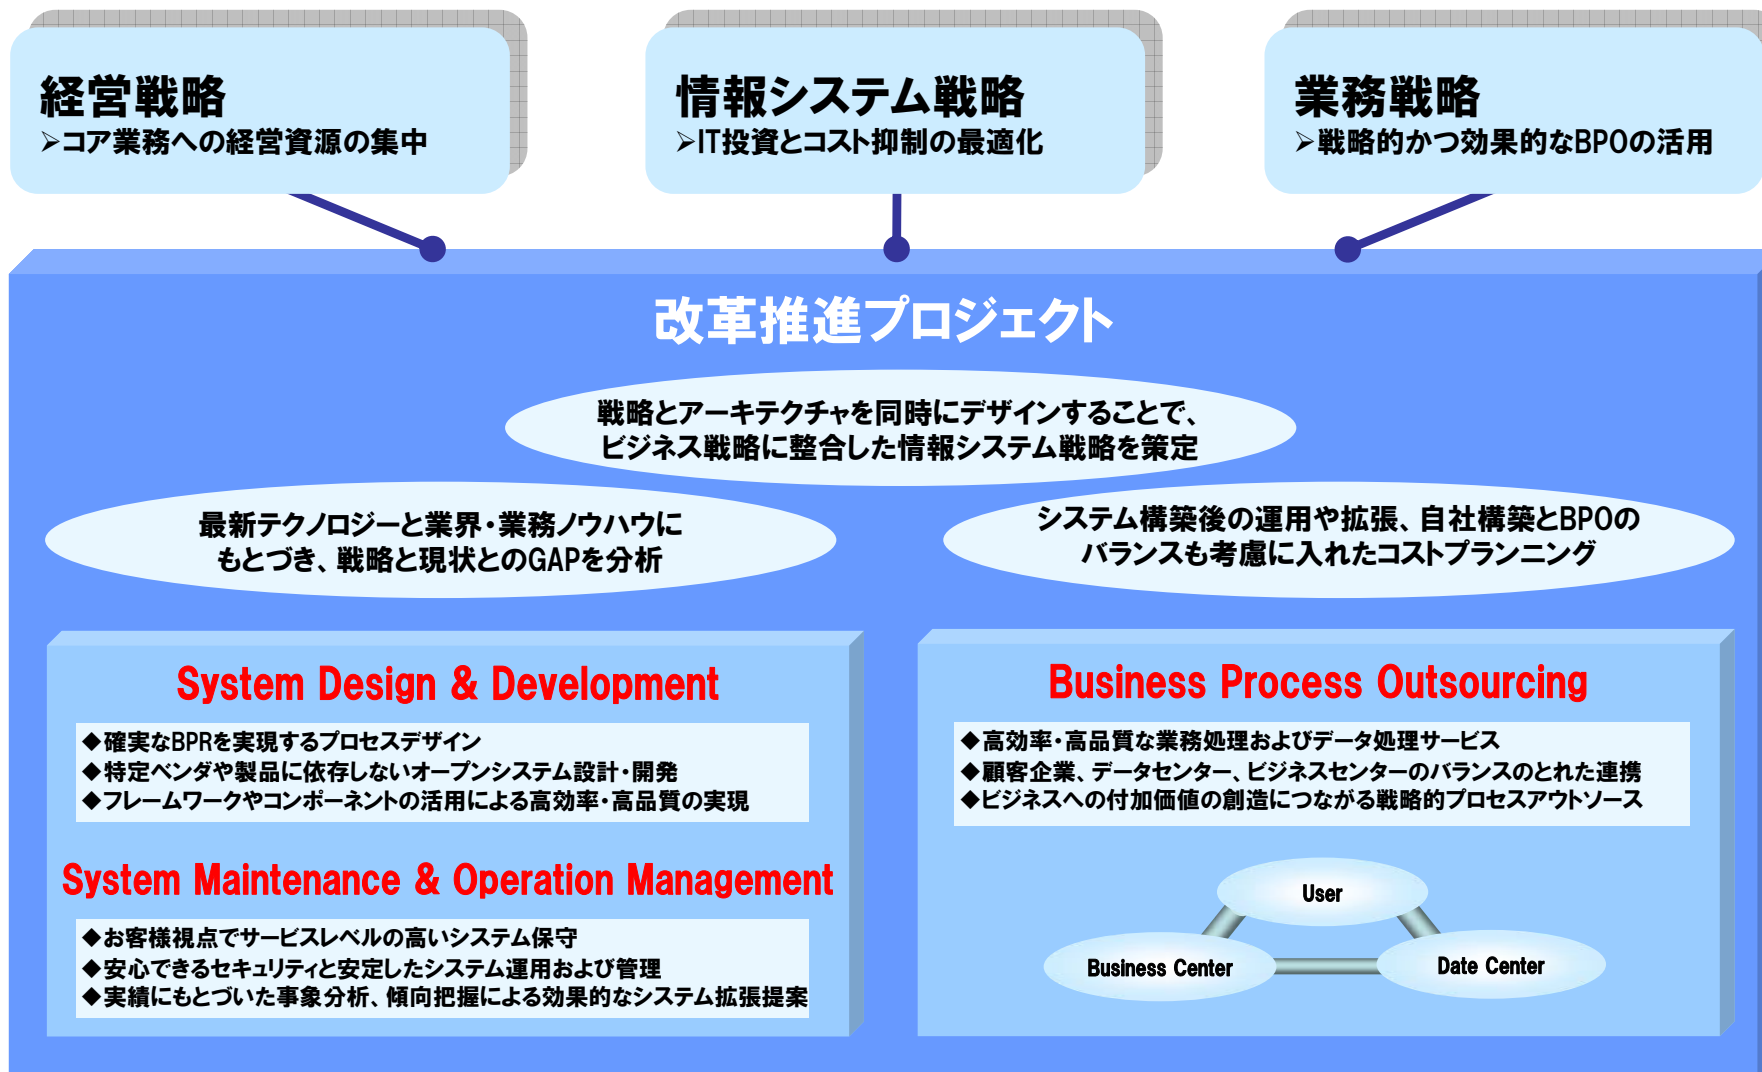 経営戦略
➢コア業務への経営資源の集中
情報システム戦略
➢IT投資とコスト抑制の最適化
業務戦略
➢戦略的かつ効果的なBPOの活用
改革推進プロジェクト
戦略とアーキテクチャを同時にデザインすることで、
ビジネス戦略に整合した情報システム戦略を策定
最新テクノロジーと業界・業務ノウハウに
もとづき、戦略と現状とのGAPを分析
システム構築後の運用や拡張、自社構築とBPOの
バランスも考慮に入れたコストプランニング
System Design & Development
◆確実なBPRを実現するプロセスデザイン
◆特定ベンダや製品に依存しないオープンシステム設計・開発
◆フレームワークやコンポーネントの活用による高効率・高品質の実現
System Maintenance & Operation Management
◆お客様視点でサービスレベルの高いシステム保守
◆安心できるセキュリティと安定したシステム運用および管理
◆実績にもとづいた事象分析、傾向把握による効果的なシステム拡張提案
Business Process Outsourcing
◆高効率・高品質な業務処理およびデータ処理サービス
◆顧客企業、データセンター、ビジネスセンターのバランスのとれた連携
◆ビジネスへの付加価値の創造につながる戦略的プロセスアウトソース
User
Business Center
Date Center